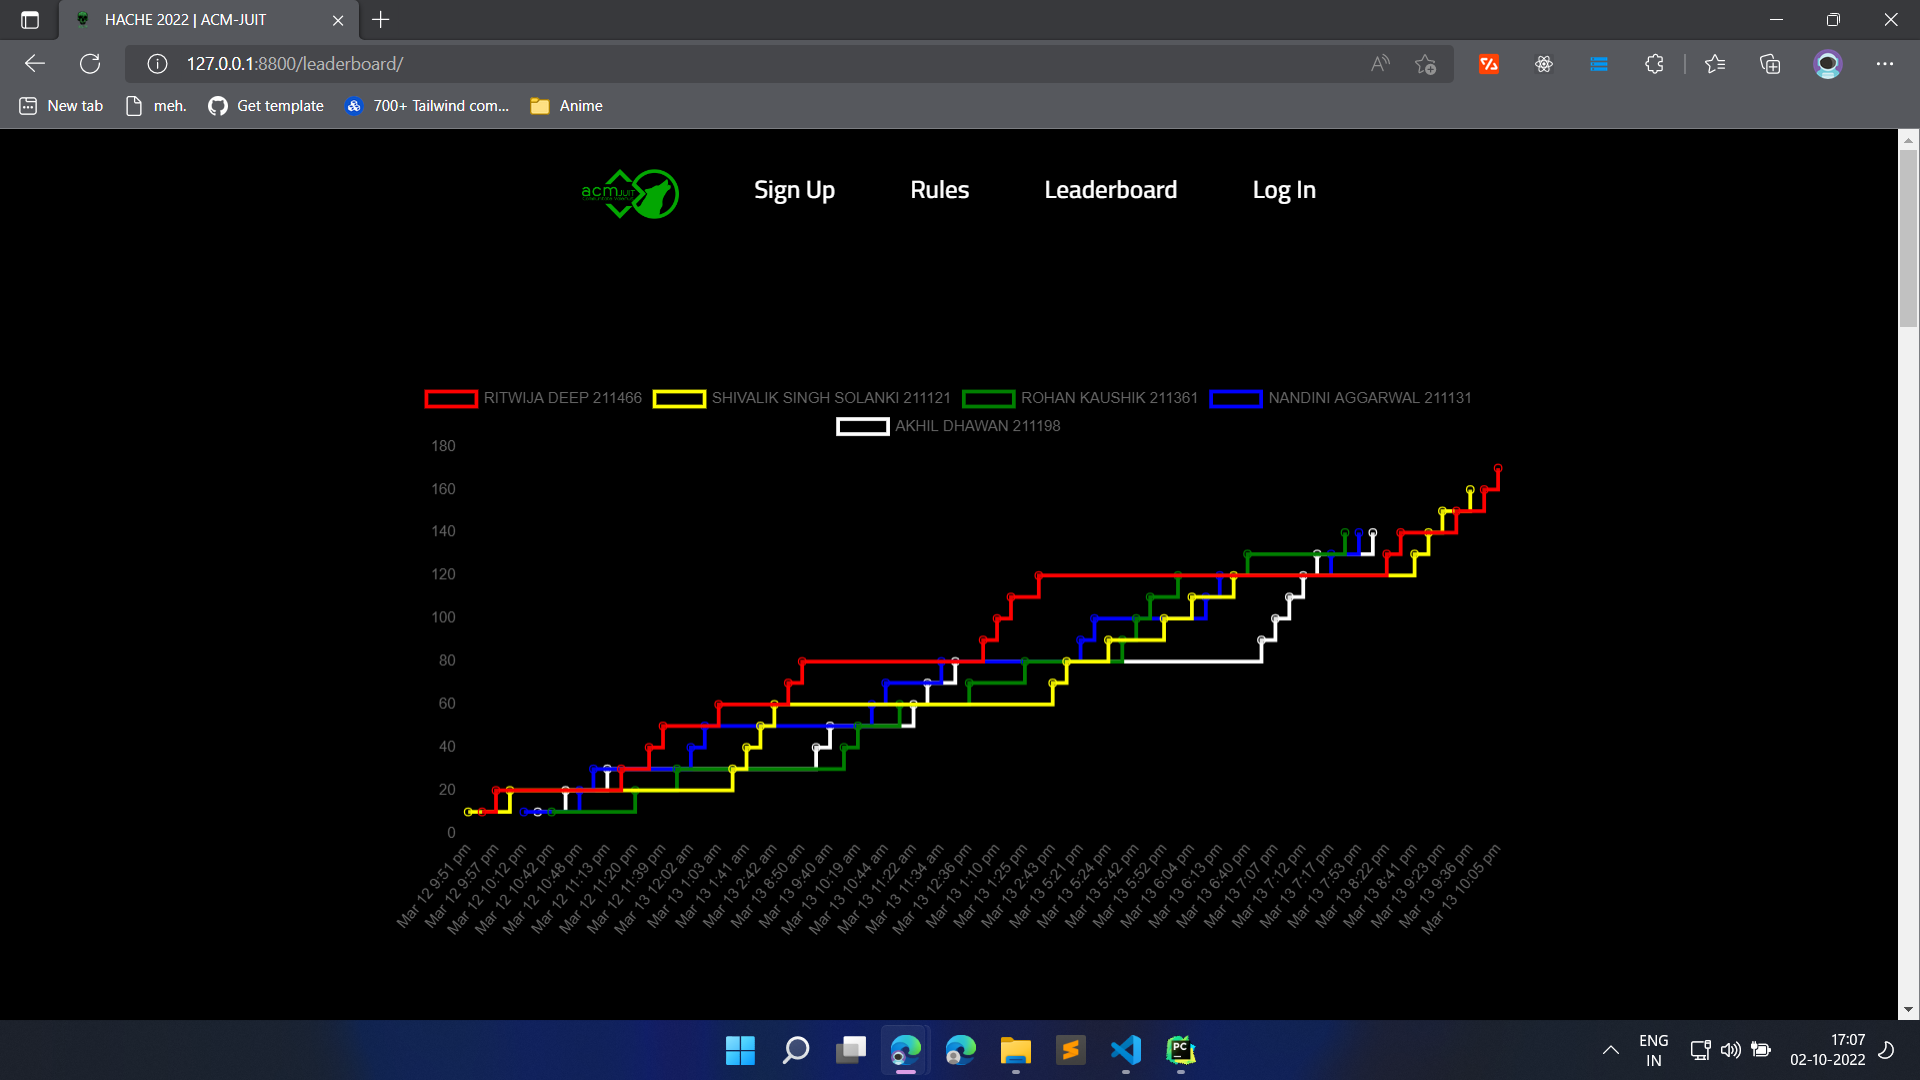 HACHE 2022 | ACM-JUIT
127.0.0.1:8800/leaderboard/
New tab meh. Get template 700+ Tailwind com... Anime
acm JUIT Sign Up Rules Leaderboard Log In
RITWIJA DEEP 211466 SHIVALIK SINGH SOLANKI 211121 ROHAN KAUSHIK 211361 NANDINI AGGARWAL 211131
AKHIL DHAWAN 211198
180
160
140
120
100
80
60
40
20
0
Mar 12 9:51 pm
Mar 12 9:57 pm
Mar 12 10:12 pm
Mar 12 10:42 pm
Mar 12 10:48 pm
Mar 12 11:13 pm
Mar 12 11:20 pm
Mar 12 11:39 pm
Mar 13 12:02 am
Mar 13 1:03 am
Mar 13 1:41 am
Mar 13 2:42 am
Mar 13 8:50 am
Mar 13 9:40 am
Mar 13 10:19 am
Mar 13 10:44 am
Mar 13 11:22 am
Mar 13 11:34 am
Mar 13 12:36 pm
Mar 13 1:10 pm
Mar 13 1:25 pm
Mar 13 2:43 pm
Mar 13 5:21 pm
Mar 13 5:24 pm
Mar 13 5:42 pm
Mar 13 5:52 pm
Mar 13 6:04 pm
Mar 13 6:13 pm
Mar 13 6:40 pm
Mar 13 7:07 pm
Mar 13 7:12 pm
Mar 13 7:17 pm
Mar 13 7:53 pm
Mar 13 8:22 pm
Mar 13 8:41 pm
Mar 13 9:23 pm
Mar 13 9:36 pm
Mar 13 10:05 pm
PC
ENG
IN
17:07
02-10-2022